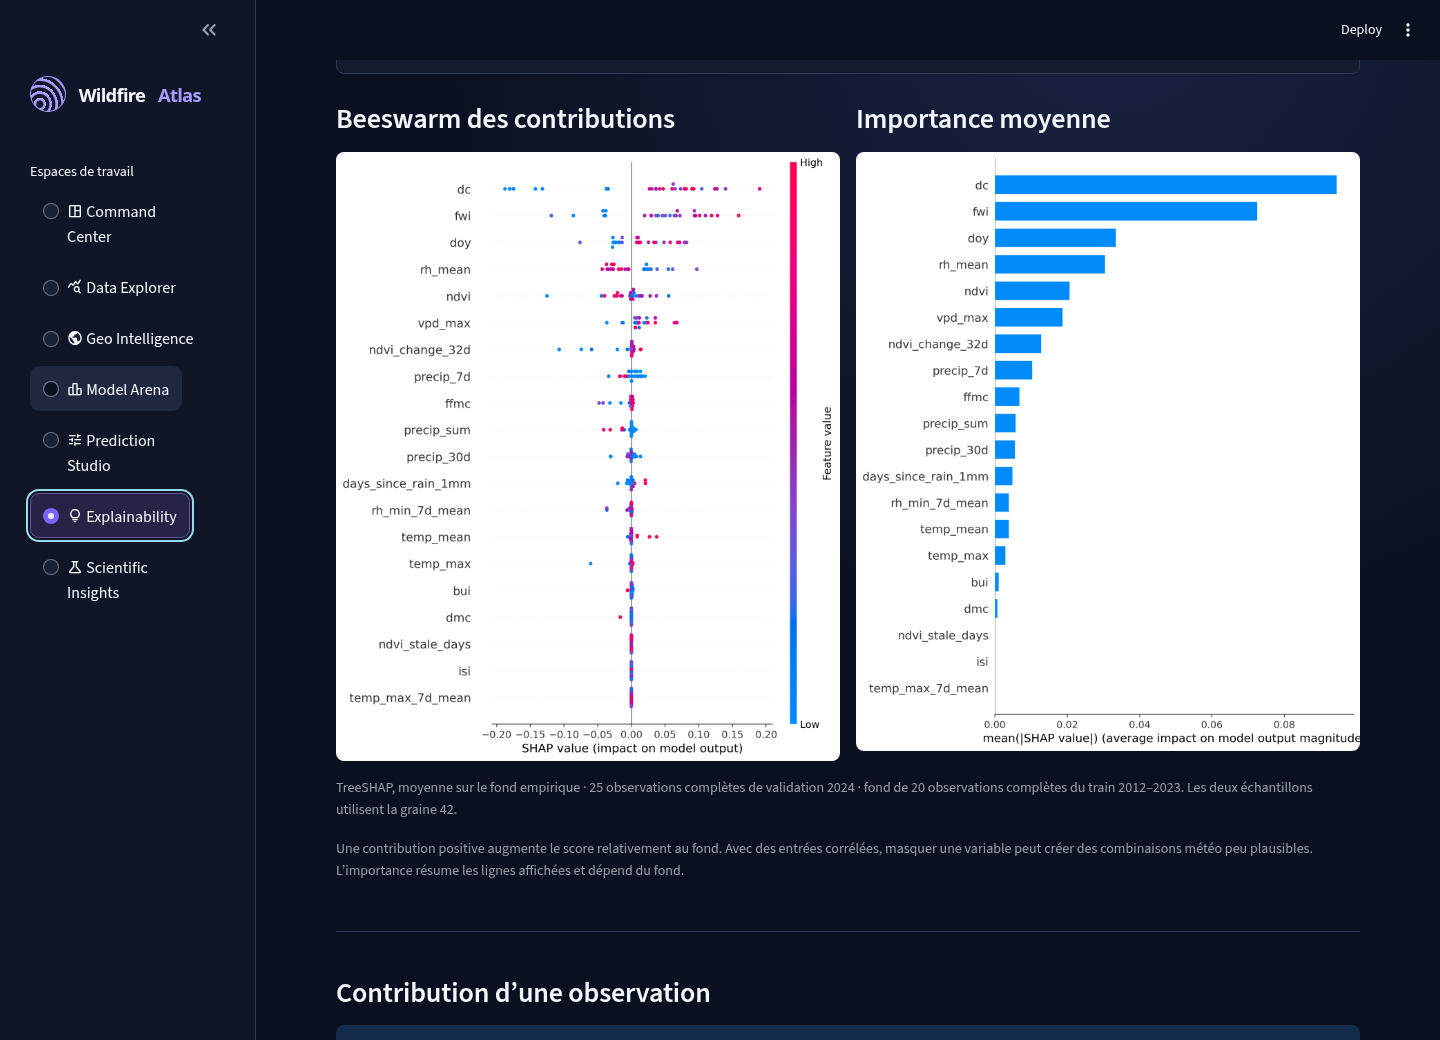 Deploy
Wildfire Atlas
Espaces de travail
Command
Center
Data Explorer
Geo Intelligence
Model Arena
Prediction
Studio
Explainability
Scientific
Insights
Beeswarm des contributions
dc
fwi
doy
rh_mean
ndvi
vpd_max
ndvi_change_32d
precip_7d
ffmc
precip_sum
precip_30d
days_since_rain_1mm
rh_min_7d_mean
temp_mean
temp_max
bui
dmc
ndvi_stale_days
isi
temp_max_7d_mean
−0.20 −0.15 −0.10 −0.05 0.00 0.05 0.10 0.15 0.20
SHAP value (impact on model output)
High
Feature value
Low
Importance moyenne
dc
fwi
doy
rh_mean
ndvi
vpd_max
ndvi_change_32d
precip_7d
ffmc
precip_sum
precip_30d
days_since_rain_1mm
rh_min_7d_mean
temp_mean
temp_max
bui
dmc
ndvi_stale_days
isi
temp_max_7d_mean
0.00 0.02 0.04 0.06 0.08
mean(|SHAP value|) (average impact on model output magnitude
TreeSHAP, moyenne sur le fond empirique · 25 observations complètes de validation 2024 · fond de 20 observations complètes du train 2012–2023. Les deux échantillons
utilisent la graine 42.
Une contribution positive augmente le score relativement au fond. Avec des entrées corrélées, masquer une variable peut créer des combinaisons météo peu plausibles.
L’importance résume les lignes affichées et dépend du fond.
Contribution d’une observation